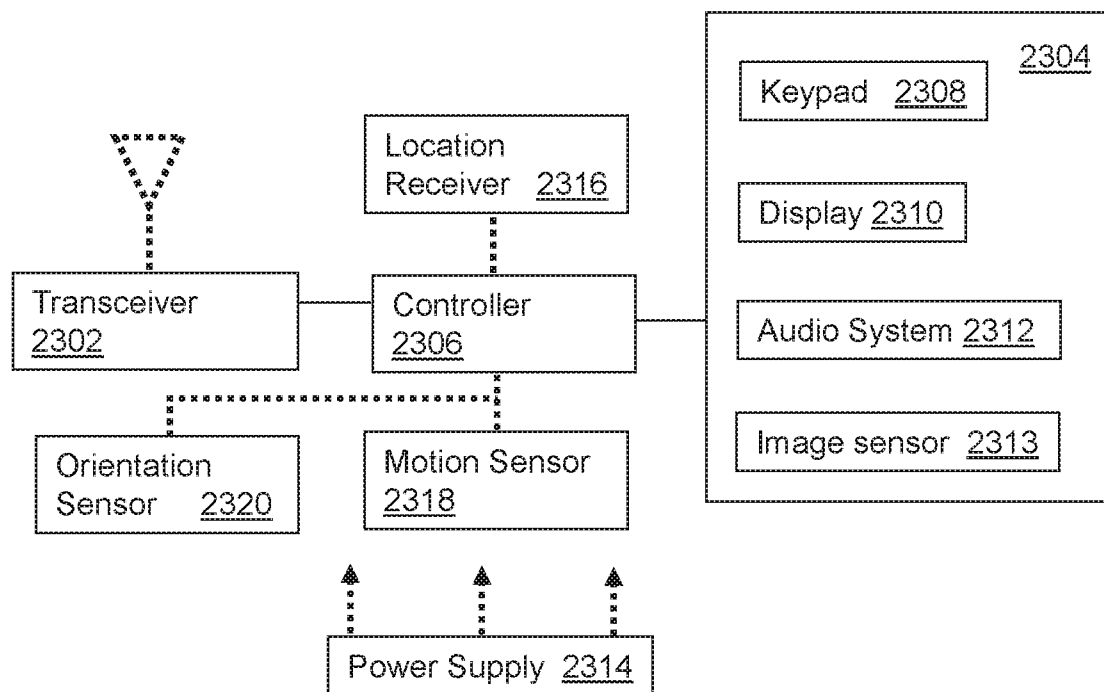 2304
Keypad 2308
Location
Receiver 2316
Display 2310
Transceiver
2302
Controller
2306
Audio System 2312
Image sensor 2313
Orientation
Sensor 2320
Motion Sensor
2318
Power Supply 2314